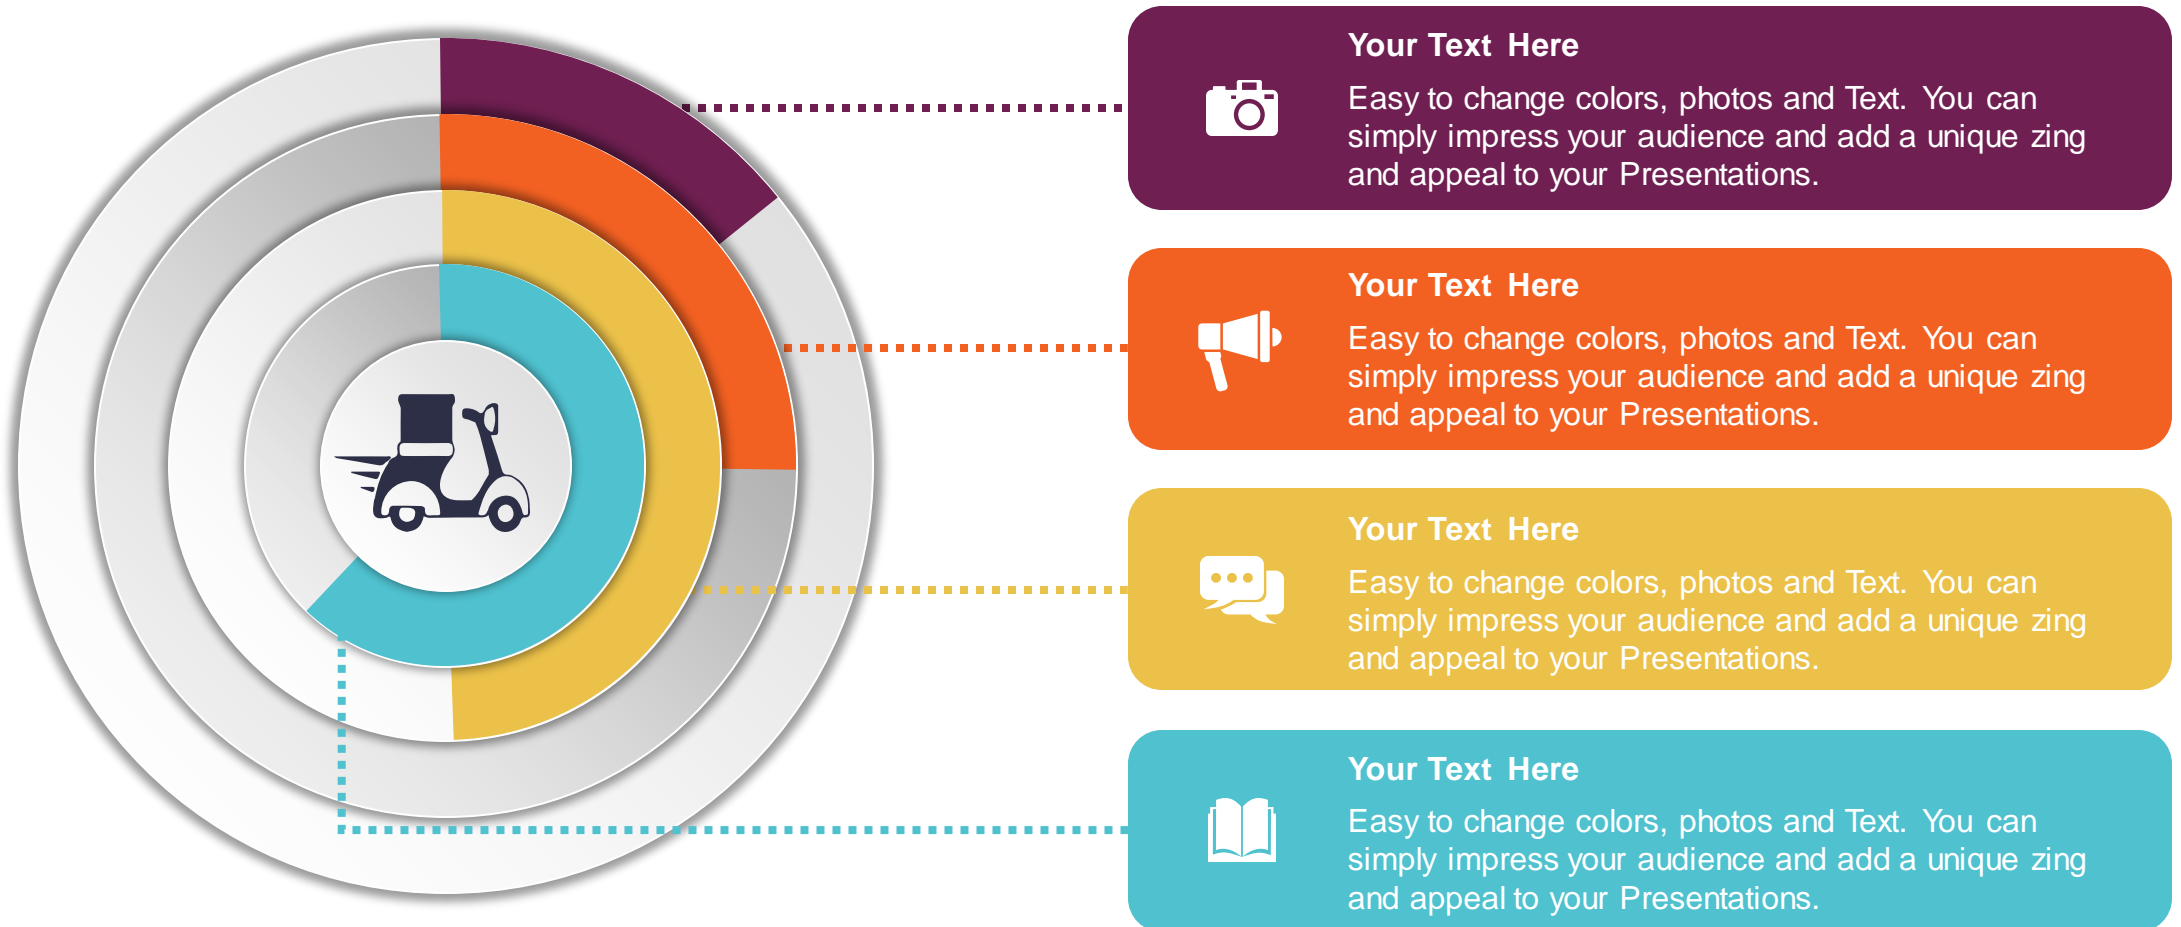 Your Text Here
Easy to change colors, photos and Text. You can
simply impress your audience and add a unique zing
and appeal to your Presentations.
Your Text Here
Easy to change colors, photos and Text. You can
simply impress your audience and add a unique zing
and appeal to your Presentations.
Your Text Here
Easy to change colors, photos and Text. You can
simply impress your audience and add a unique zing
and appeal to your Presentations.
Your Text Here
Easy to change colors, photos and Text. You can
simply impress your audience and add a unique zing
and appeal to your Presentations.